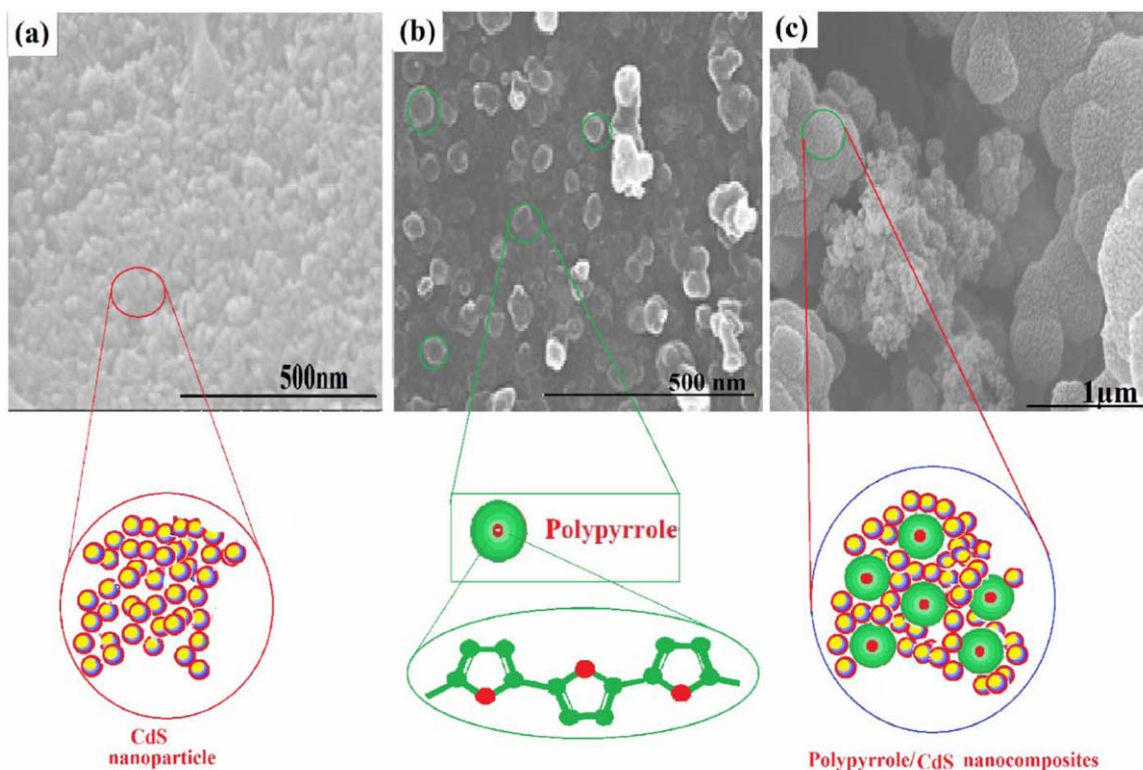 (a)
(b)
(c)
500nm
500 nm
1μm
Polypyrrole
CdS
nanoparticle
Polypyrrole/CdS nanocomposites